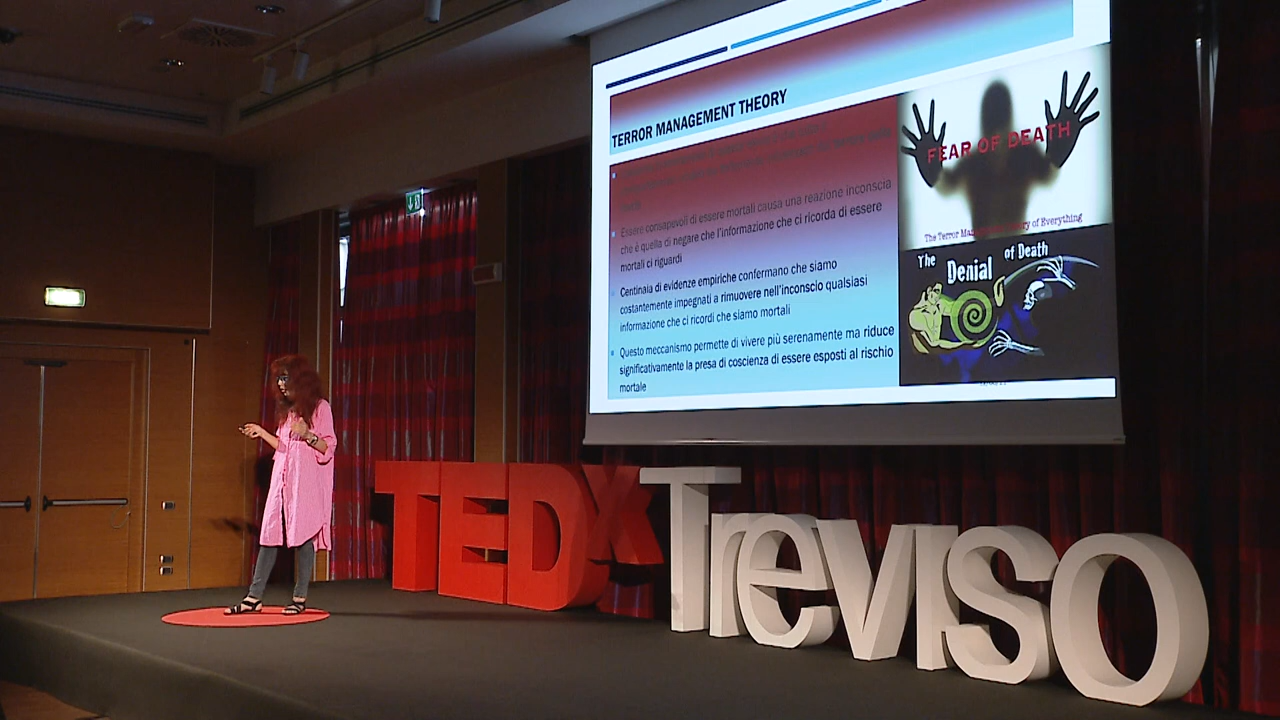 TERROR MANAGEMENT THEORY
Essere consapevoli di essere mortali causa una reazione inconscia
che è quella di negare che l'informazione che ci ricorda di essere
mortali ci riguardi
Centinaia di evidenze empiriche confermano che siamo
costantemente impegnati a rimuovere nell'inconscio qualsiasi
informazione che ci ricordi che siamo mortali
Questo meccanismo permette di vivere più serenamente ma riduce
significativamente la presa di coscienza di essere esposti al rischio
mortale
FEAR OF DEATH
The Terror of Everything
The Denial of Death
TEDx Treviso